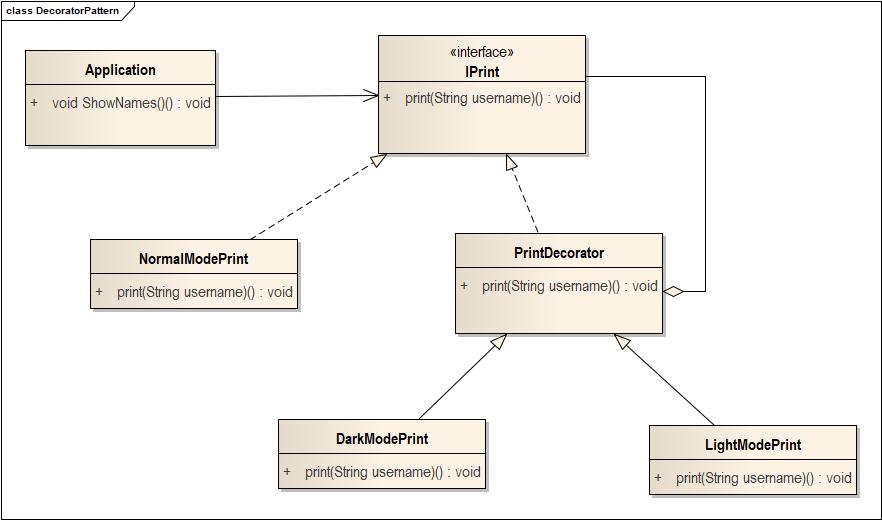 class DecoratorPattern
Application
+ void ShowNames()() : void
«interface»
IPrint
+ print(String username)() : void
NormalModePrint
+ print(String username)() : void
PrintDecorator
+ print(String username)() : void
DarkModePrint
+ print(String username)() : void
LightModePrint
+ print(String username)() : void